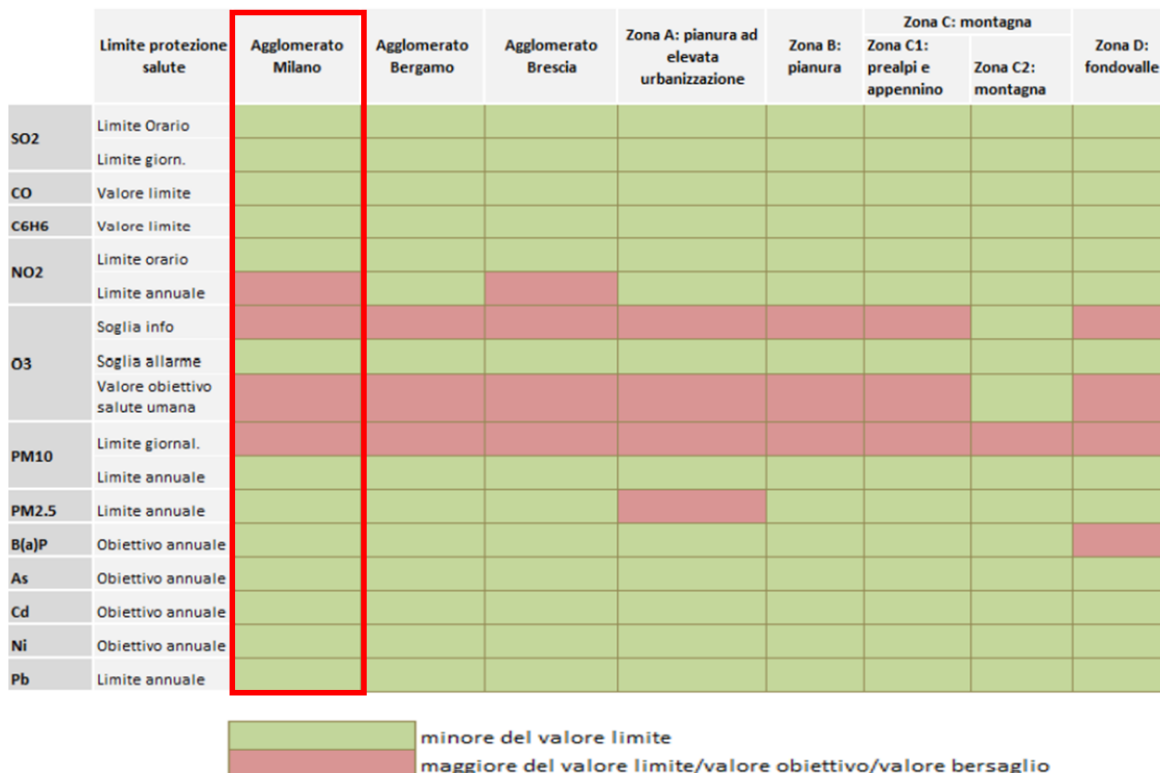 Limite protezione salute
Agglomerato Milano
Agglomerato Bergamo
Agglomerato Brescia
Zona A: pianura ad elevata urbanizzazione
Zona B: pianura
Zona C: montagna
Zona C1: prealpi e appennino
Zona C2: montagna
Zona D: fondovalle
SO2
Limite Orario
Limite giorn.
CO
Valore limite
C6H6
Valore limite
NO2
Limite orario
Limite annuale
O3
Soglia info
Soglia allarme
Valore obiettivo
salute umana
PM10
Limite giornal.
Limite annuale
PM2.5
Limite annuale
B(a)P
Obiettivo annuale
As
Obiettivo annuale
Cd
Obiettivo annuale
Ni
Obiettivo annuale
Pb
Limite annuale
minore del valore limite
maggiore del valore limite/valore obiettivo/valore bersaglio